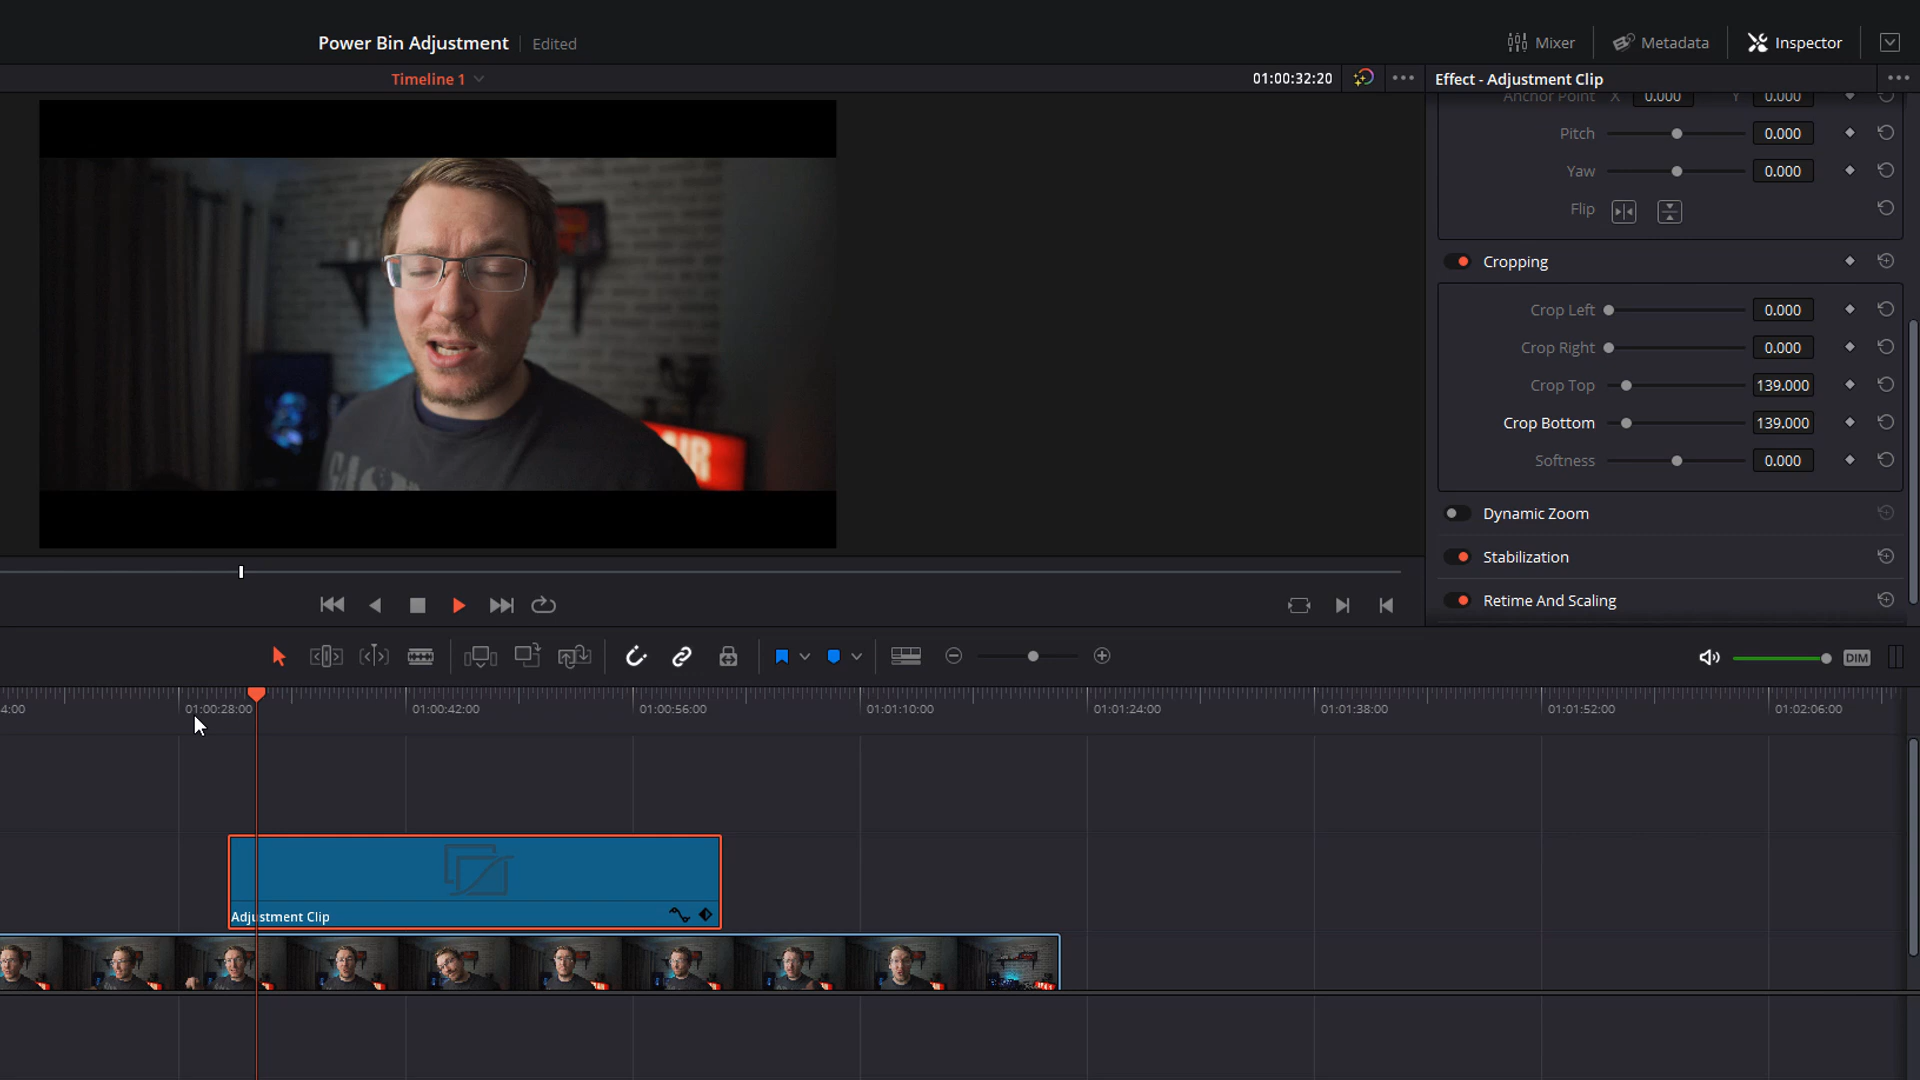 Power Bin Adjustment
Edited
Mixer
Metadata
Inspector
Timeline 1
01:00:32:20
Effect - Adjustment Clip
Anchor Point X 0.000 Y 0.000
Pitch 0.000
Yaw 0.000
Flip
Cropping
Crop Left 0.000
Crop Right 0.000
Crop Top 139.000
Crop Bottom 139.000
Softness 0.000
Dynamic Zoom
Stabilization
Retime And Scaling
DIM
4:00
01:00:28:00
01:00:42:00
01:00:56:00
01:01:10:00
01:01:24:00
01:01:38:00
01:01:52:00
01:02:06:00
Adjustment Clip